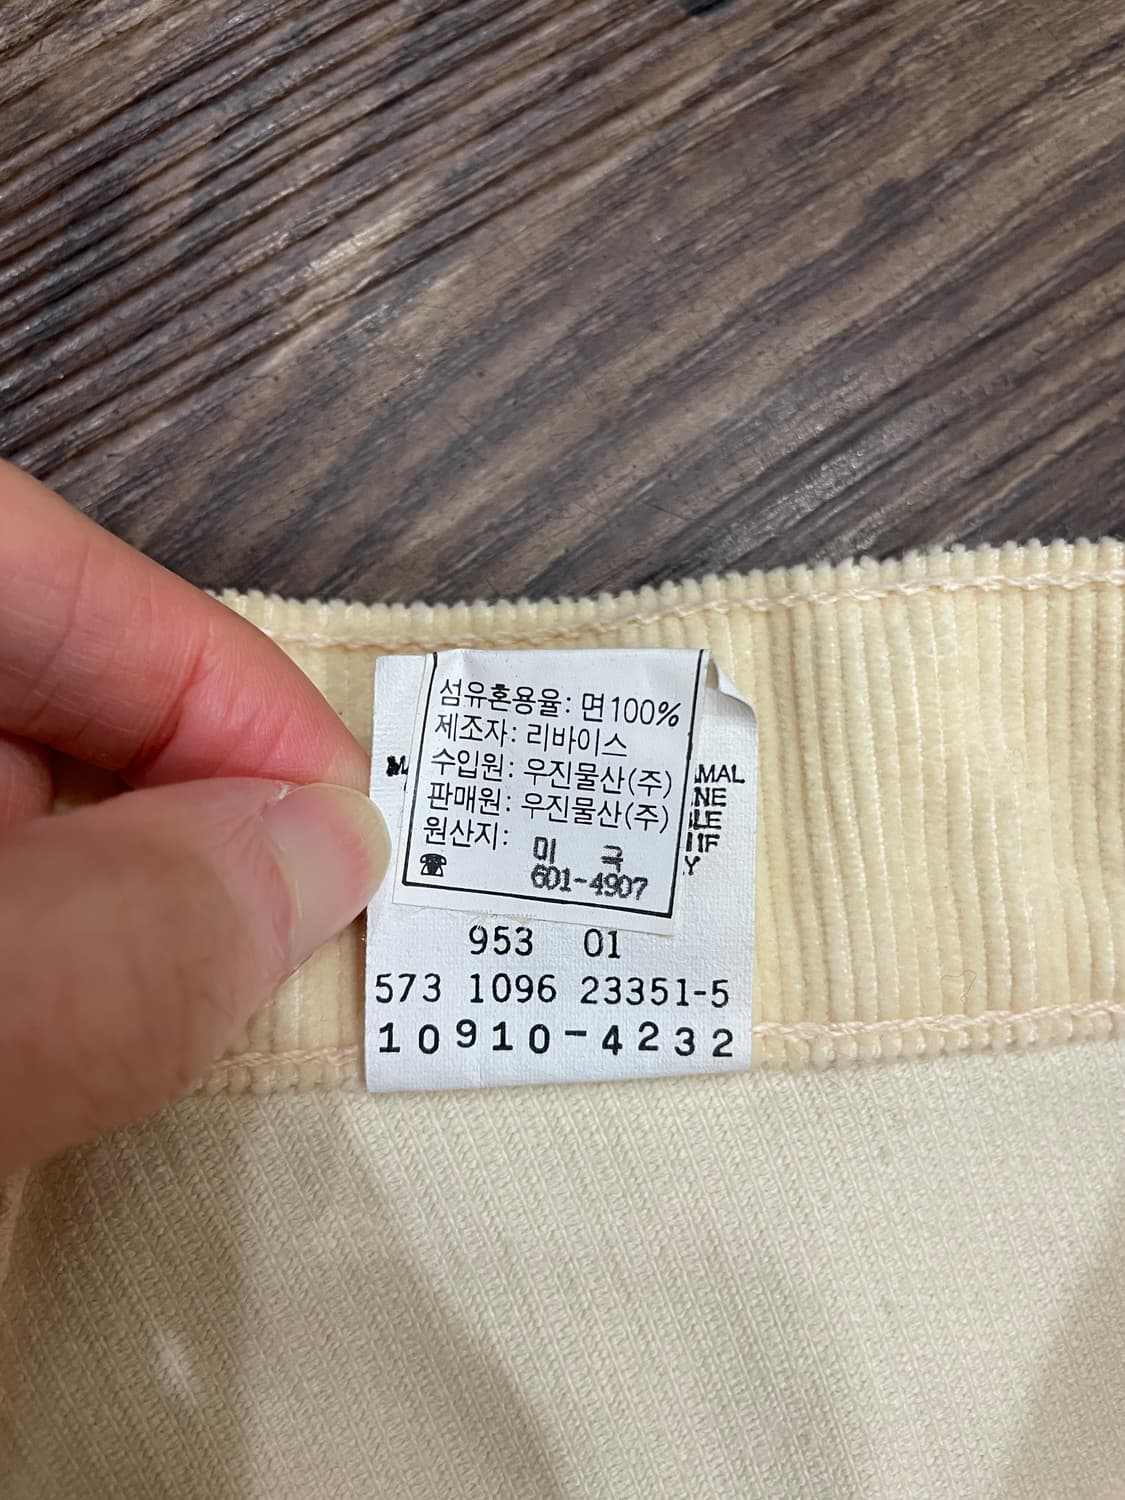 섬유혼용율: 면100%
제조자: 리바이스
수입원: 우진물산(주)
판매원: 우진물산(주)
원산지: 미 국
☎ 601-4907
953 01
573 1096 23351-5
10910-4232